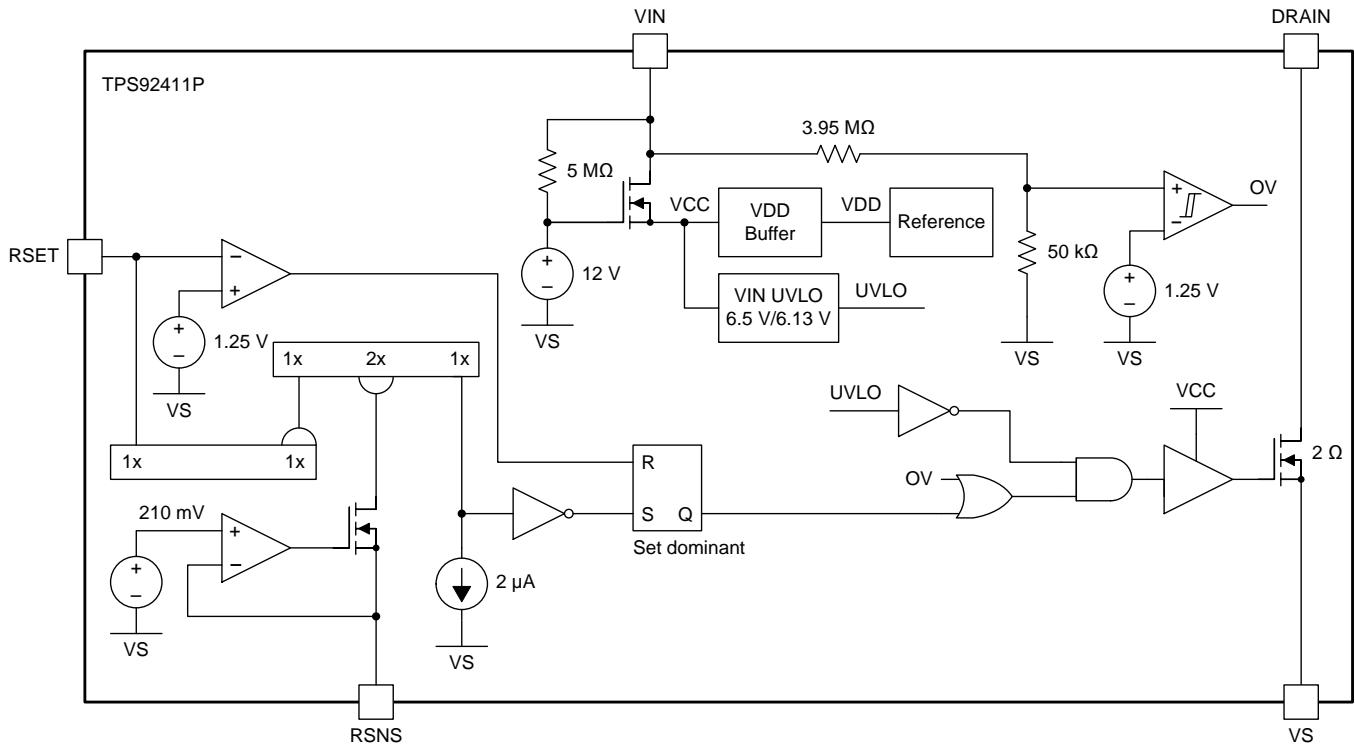 VIN
DRAIN
TPS92411P
3.95 MΩ
5 MΩ
VCC
VDD
Buffer
VDD
Reference
+
−
OV
RSET
−
+
+
−
12 V
50 kΩ
+
−
1.25 V
VIN UVLO
6.5 V/6.13 V
UVLO
+
−
1.25 V
VS
VS
VS
1x
2x
1x
VS
UVLO
VCC
1x
1x
R
S
Q
OV
2 Ω
210 mV
+
−
Set dominant
+
−
2 µA
VS
VS
RSNS
VS